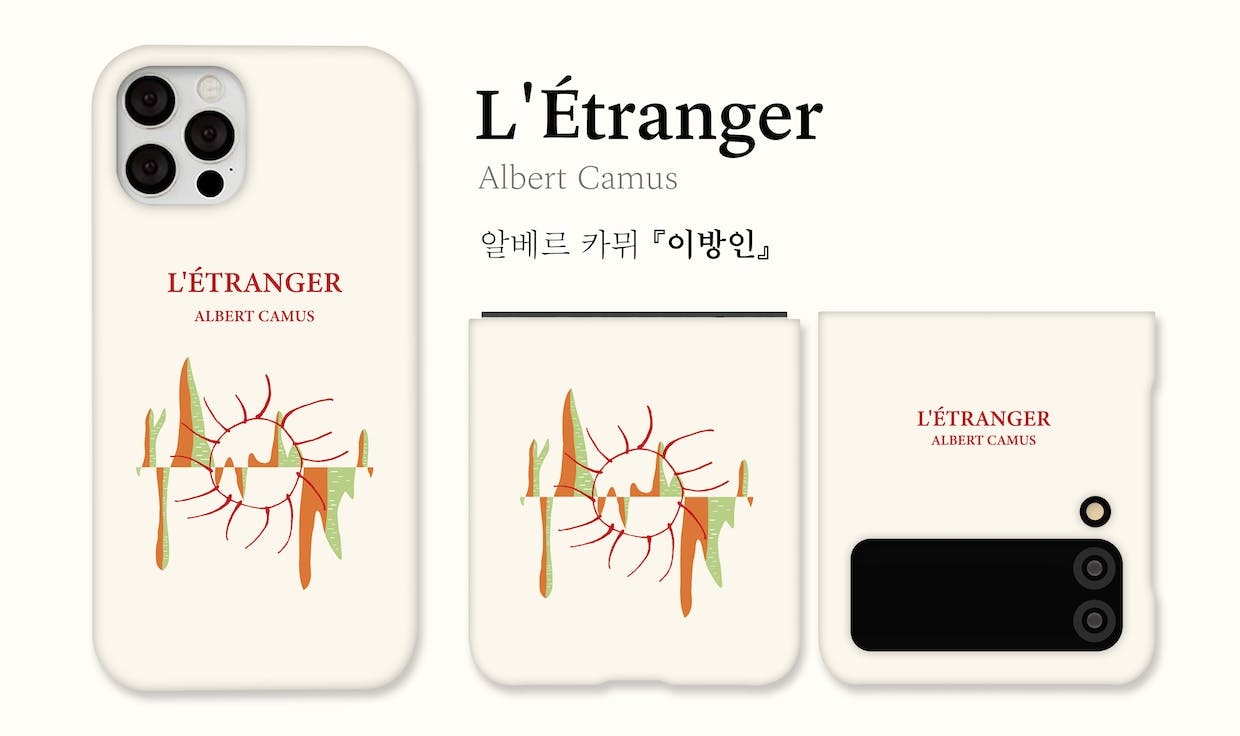 L'ÉTRANGER
ALBERT CAMUS
L'Étranger
Albert Camus
알베르 카뮈 『이방인』
L'ÉTRANGER
ALBERT CAMUS